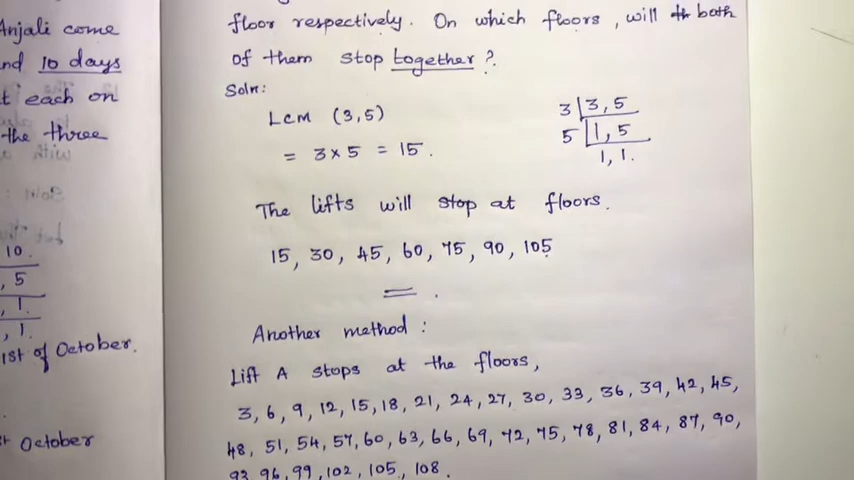 Anjali come
nd 10 days
t each on
the three
10.
, 5
, 1.
, 1.
1st of October.
October
floor respectively. On which floors, will both
of them stop together?
Soln:
LCM (3,5)
= 3 × 5 = 15.
3 | 3, 5
5 | 1, 5
1, 1.
The lifts will stop at floors.
15, 30, 45, 60, 75, 90, 105
Another method:
Lift A stops at the floors,
3, 6, 9, 12, 15, 18, 21, 24, 27, 30, 33, 36, 39, 42, 45,
48, 51, 54, 57, 60, 63, 66, 69, 72, 75, 78, 81, 84, 87, 90,
93, 96, 99, 102, 105, 108.